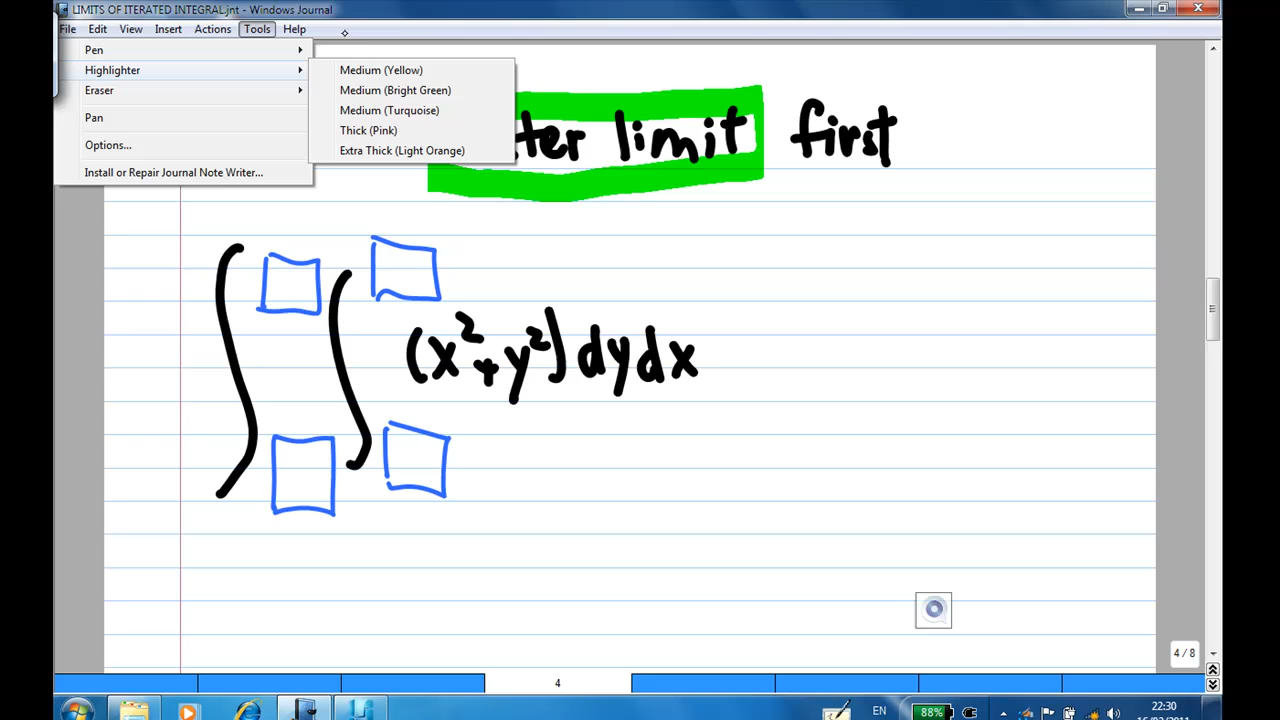 LIMITS OF ITERATED INTEGRAL.jnt - Windows Journal
File Edit View Insert Actions Tools Help
Pen
Highlighter
Eraser
Pan
Options...
Install or Repair Journal Note Writer...
Medium (Yellow)
Medium (Bright Green)
Medium (Turquoise)
Thick (Pink)
Extra Thick (Light Orange)
limit first
∫ ∫ (x²+y²) dy dx
4 / 8
4
EN
88%
22:30